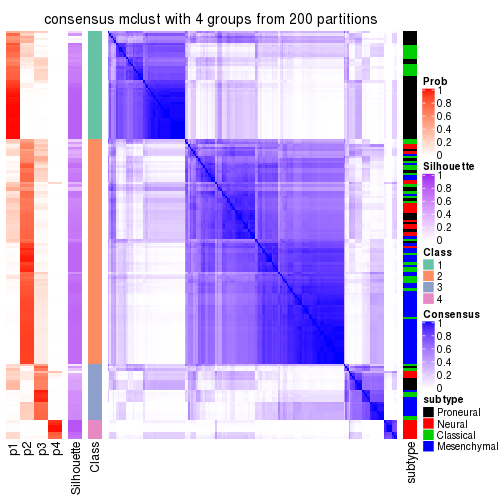 consensus mclust with 4 groups from 200 partitions
Prob
1
0.8
0.6
0.4
0.2
0
Silhouette
1
0.8
0.6
0.4
0.2
0
Class
1
2
3
4
Consensus
1
0.8
0.6
0.4
0.2
0
subtype
Proneural
Neural
Classical
Mesenchymal
p1
p2
p3
p4
Silhouette
Class
subtype